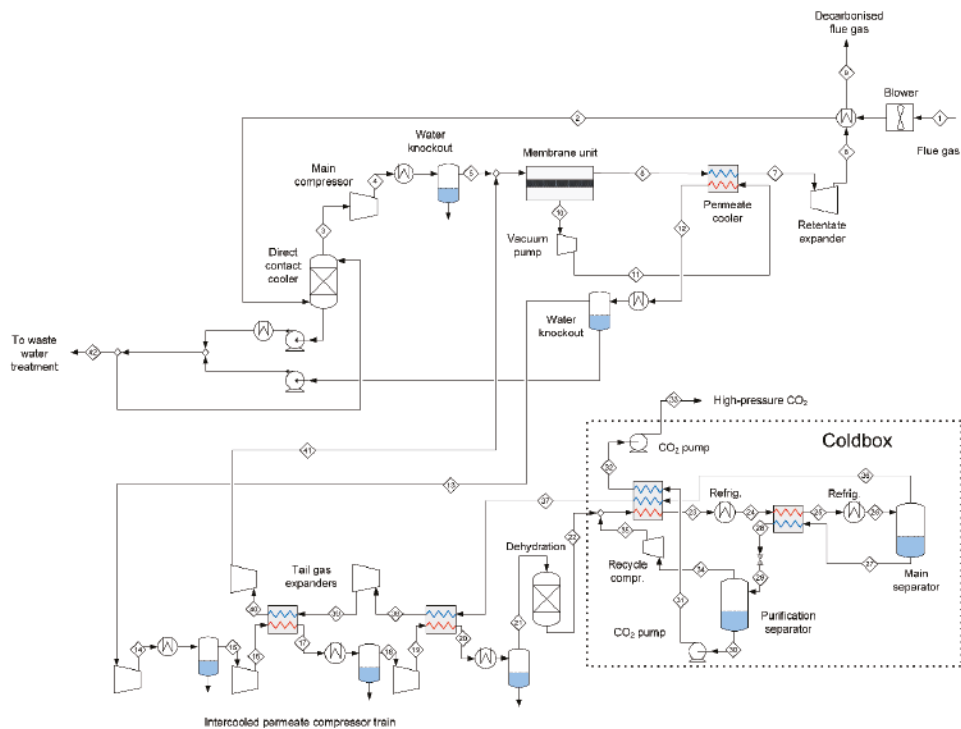 Decarbonised
flue gas
9
Blower
2
1
Flue gas
Water
knockout
Main
compressor
4
5
Membrane unit
6
7
8
3
10
Permeate
cooler
12
Retentate
expander
Vacuum
pump
11
Direct
contact
cooler
Water
knockout
To waste
water
treatment
42
33
High-pressure CO₂
Coldbox
CO₂ pump
41
13
32
37
Refrig.
Refrig.
23
24
25
26
22
28
35
Dehydration
27
Recycle
compr.
34
29
Main
separator
Tail gas
expanders
40
39
38
31
Purification
separator
21
CO₂ pump
14
15
16
17
18
19
20
30
Intercooled permeate compressor train